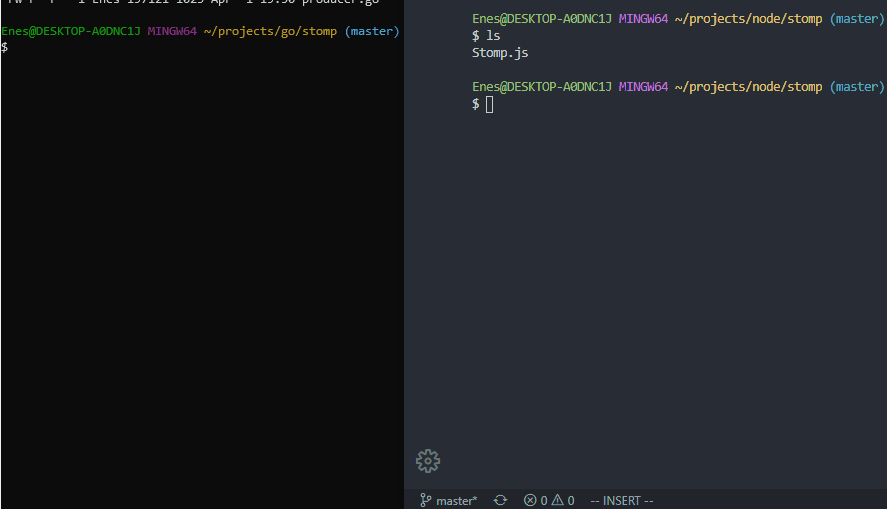 1 Enes 197121 1029 Apr 1 19:50 producer.go
Enes@DESKTOP-A0DNC1J MINGW64 ~/projects/go/stomp (master)
$
Enes@DESKTOP-A0DNC1J MINGW64 ~/projects/node/stomp (master)
$ ls
Stomp.js
Enes@DESKTOP-A0DNC1J MINGW64 ~/projects/node/stomp (master)
$
master* 0 0 -- INSERT --